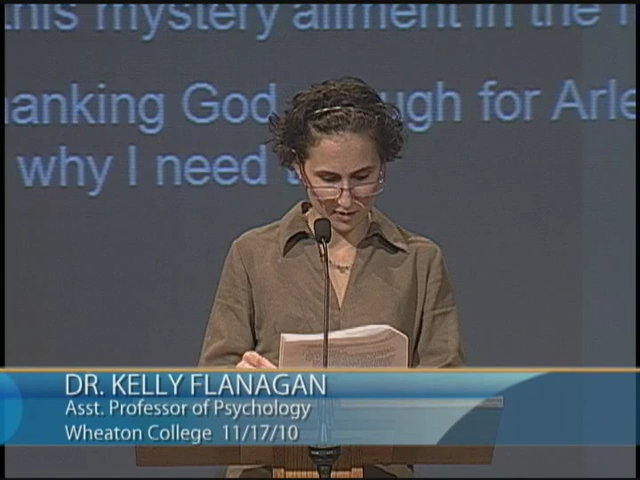 this mystery ailment in the
hanking God
ugh for Arle
why I need t
DR. KELLY FLANAGAN
Asst. Professor of Psychology
Wheaton College 11/17/10